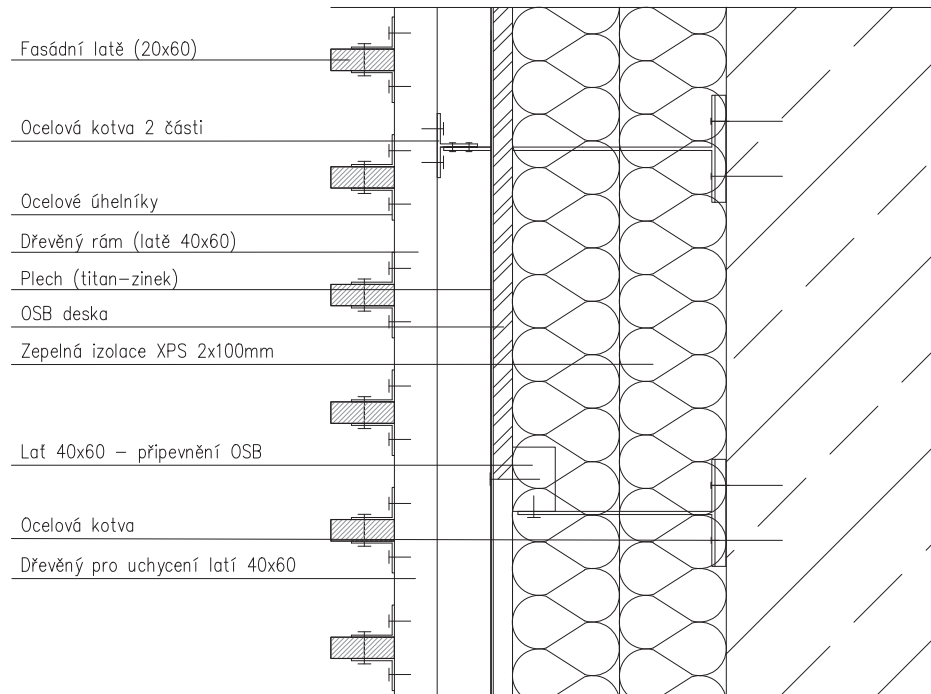 Fasádní latě (20x60)
Ocelová kotva 2 části
Ocelové úhelníky
Dřevěný rám (latě 40x60)
Plech (titan-zinek)
OSB deska
Zepelná izolace XPS 2x100mm
Lať 40x60 – připevnění OSB
Ocelová kotva
Dřevěný pro uchycení latí 40x60